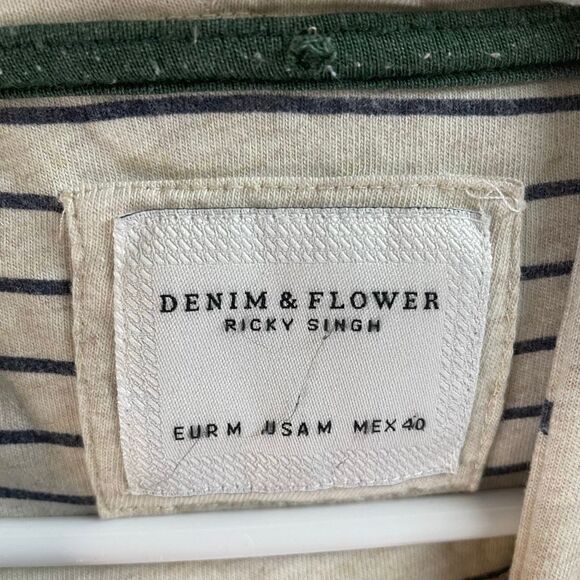 DENIM & FLOWER
RICKY SINGH
EUR M USA M MEX 40